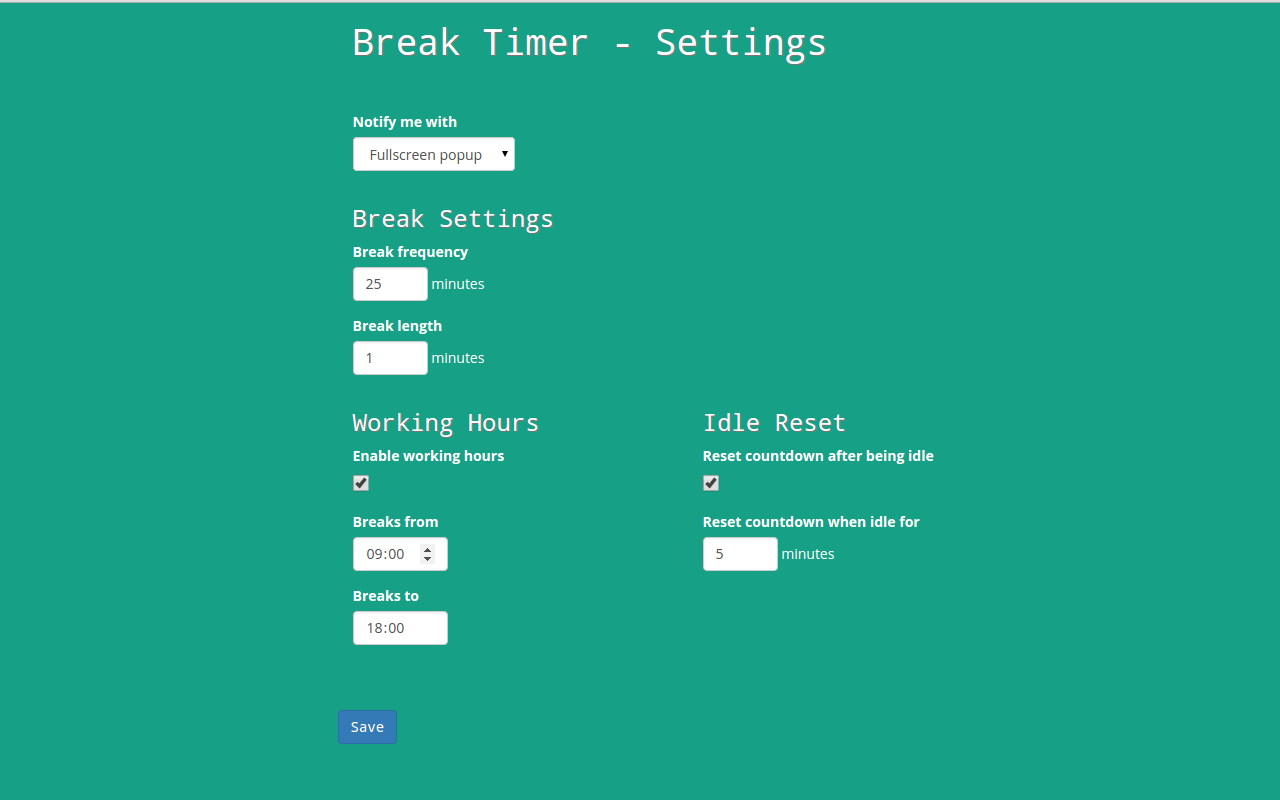 Break Timer - Settings
Notify me with
Fullscreen popup
Break Settings
Break frequency
25 minutes
Break length
1 minutes
Working Hours
Enable working hours
Breaks from
09:00
Breaks to
18:00
Idle Reset
Reset countdown after being idle
Reset countdown when idle for
5 minutes
Save